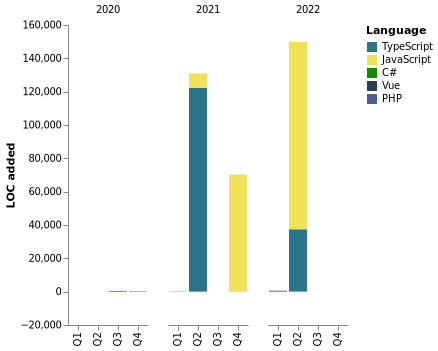 2020 2021 2022
Language
TypeScript
JavaScript
C#
Vue
PHP
LOC added
160,000
140,000
120,000
100,000
80,000
60,000
40,000
20,000
0
−20,000
Q1 Q2 Q3 Q4 Q1 Q2 Q3 Q4 Q1 Q2 Q3 Q4